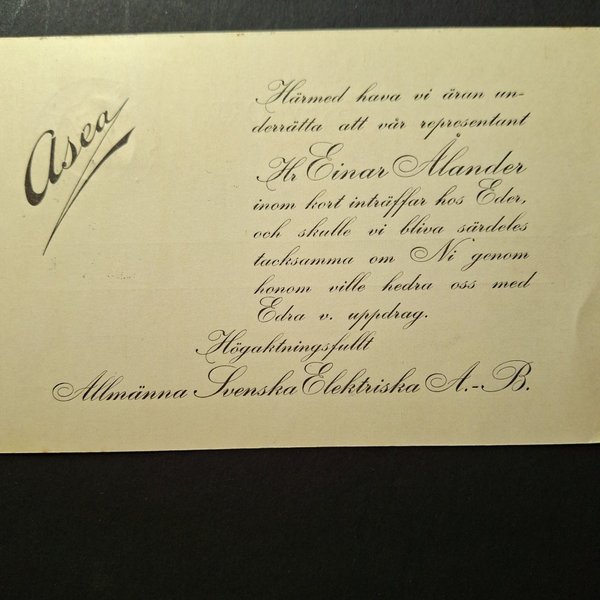 Asea
Härmed hava vi äran un-
derrätta att vår representant
Hr Einar Ålander
inom kort inträffar hos Eder,
och skulle vi bliva särdeles
tacksamma om Ni genom
honom ville hedra oss med
Edra v. uppdrag.
Högaktningsfullt
Allmänna Svenska Elektriska A.-B.